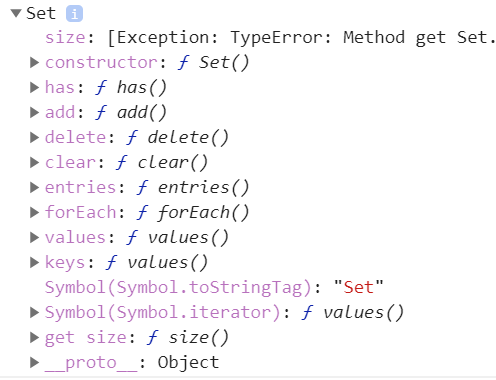 Set i
size: [Exception: TypeError: Method get Set.
constructor: ƒ Set()
has: ƒ has()
add: ƒ add()
delete: ƒ delete()
clear: ƒ clear()
entries: ƒ entries()
forEach: ƒ forEach()
values: ƒ values()
keys: ƒ values()
Symbol(Symbol.toStringTag): "Set"
Symbol(Symbol.iterator): ƒ values()
get size: ƒ size()
__proto__: Object